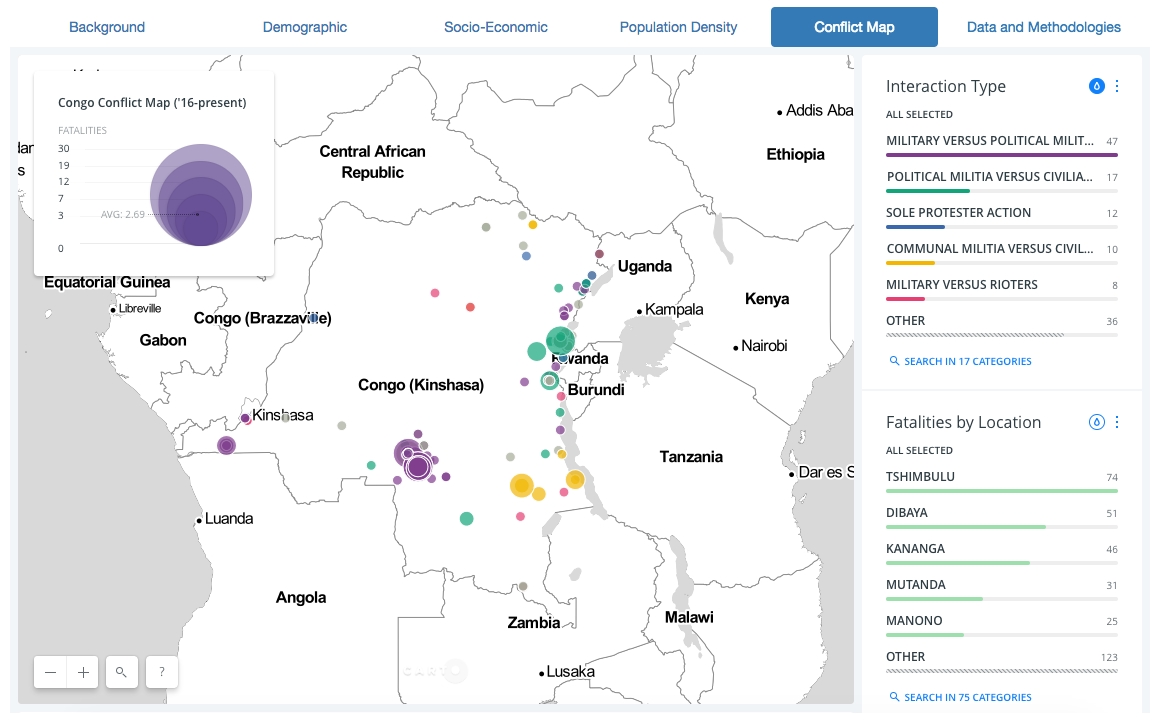 Background
Demographic
Socio-Economic
Population Density
Conflict Map
Data and Methodologies
Congo Conflict Map ('16-present)
FATALITIES
30
19
12
7
3
0
AVG: 2.69
Addis Aba
Central African
Republic
Ethiopia
Equatorial Guinea
Uganda
Libreville
Congo (Brazzaville)
Kampala
Kenya
Gabon
Nairobi
Rwanda
Congo (Kinshasa)
Burundi
Kinshasa
Tanzania
Dar es S
Luanda
Angola
Zambia
Malawi
Lusaka
CARTO
?
Interaction Type
ALL SELECTED
MILITARY VERSUS POLITICAL MILIT... 47
POLITICAL MILITIA VERSUS CIVILIA... 17
SOLE PROTESTER ACTION 12
COMMUNAL MILITIA VERSUS CIVIL... 10
MILITARY VERSUS RIOTERS 8
OTHER 36
SEARCH IN 17 CATEGORIES
Fatalities by Location
ALL SELECTED
TSHIMBULU 74
DIBAYA 51
KANANGA 46
MUTANDA 31
MANONO 25
OTHER 123
SEARCH IN 75 CATEGORIES